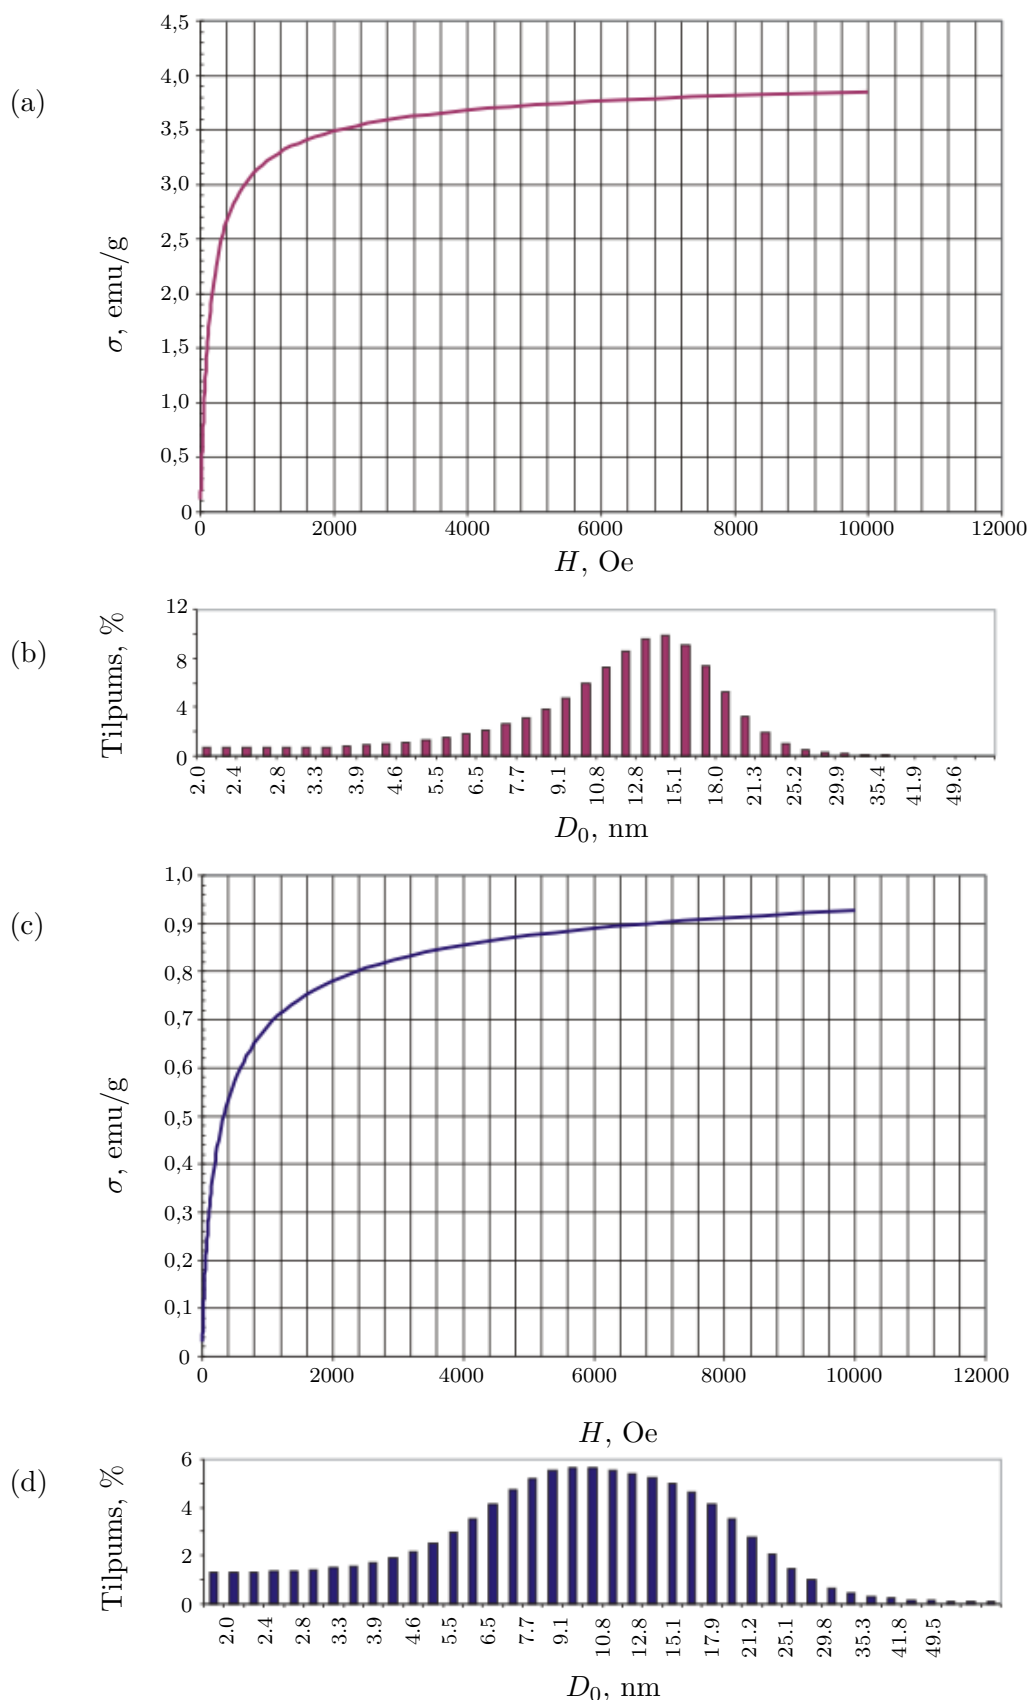 (a)
σ, emu/g
4,5
4,0
3,5
3,0
2,5
2,0
1,5
1,0
0,5
0
0 2000 4000 6000 8000 10000 12000
H, Oe
(b)
Tilpums, %
12
8
4
0
2.0 2.4 2.8 3.3 3.9 4.6 5.5 6.5 7.7 9.1 10.8 12.8 15.1 18.0 21.3 25.2 29.9 35.4 41.9 49.6
D₀, nm
(c)
σ, emu/g
1,0
0,9
0,8
0,7
0,6
0,5
0,4
0,3
0,2
0,1
0
0 2000 4000 6000 8000 10000 12000
H, Oe
(d)
Tilpums, %
6
4
2
0
2.0 2.4 2.8 3.3 3.9 4.6 5.5 6.5 7.7 9.1 10.8 12.8 15.1 17.9 21.2 25.1 29.8 35.3 41.8 49.5
D₀, nm